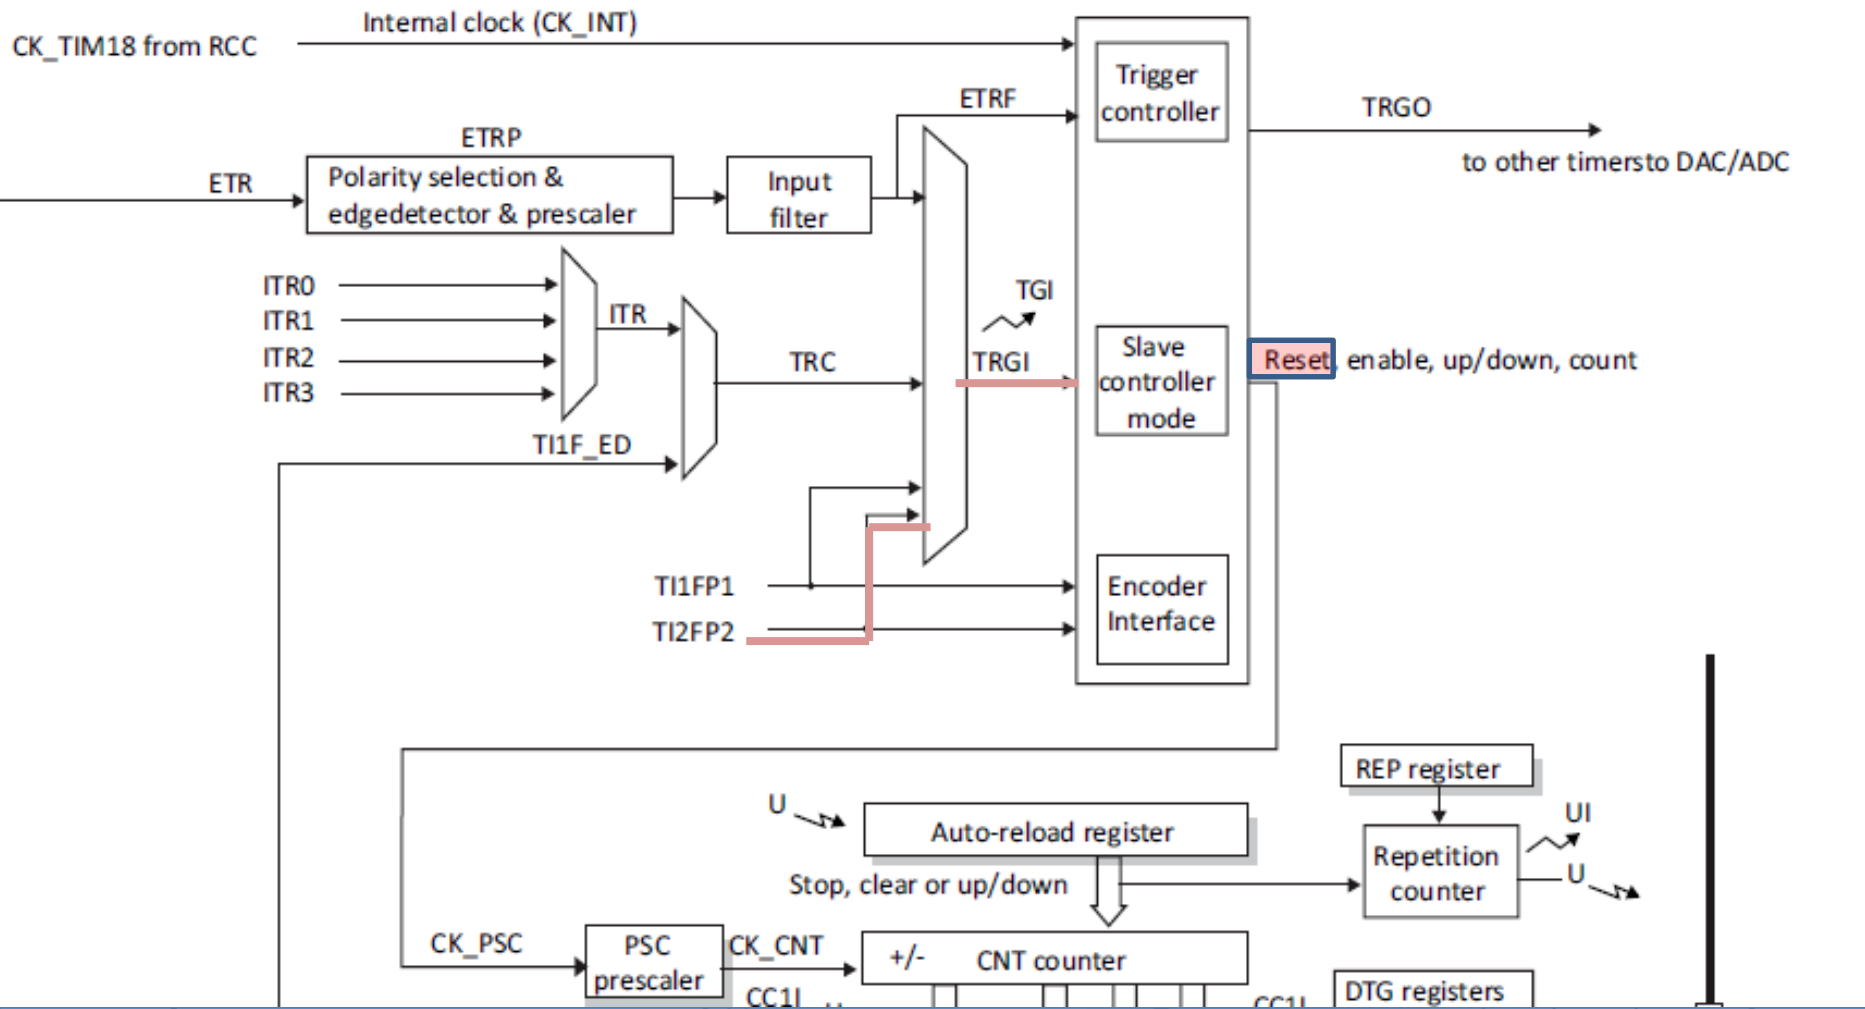 Internal clock (CK_INT)
CK_TIM18 from RCC
Trigger
controller
ETRF
TRGO
ETRP
to other timersto DAC/ADC
ETR
Polarity selection &
edgedetector & prescaler
Input
filter
ITR0
ITR1
ITR2
ITR3
ITR
TGI
TRC
TRGI
Slave
controller
mode
Reset, enable, up/down, count
TI1F_ED
TI1FP1
TI2FP2
Encoder
Interface
REP register
U
Auto-reload register
UI
Repetition
counter
U
Stop, clear or up/down
CK_PSC
PSC
prescaler
CK_CNT
+/-
CNT counter
CC1I
DTG registers